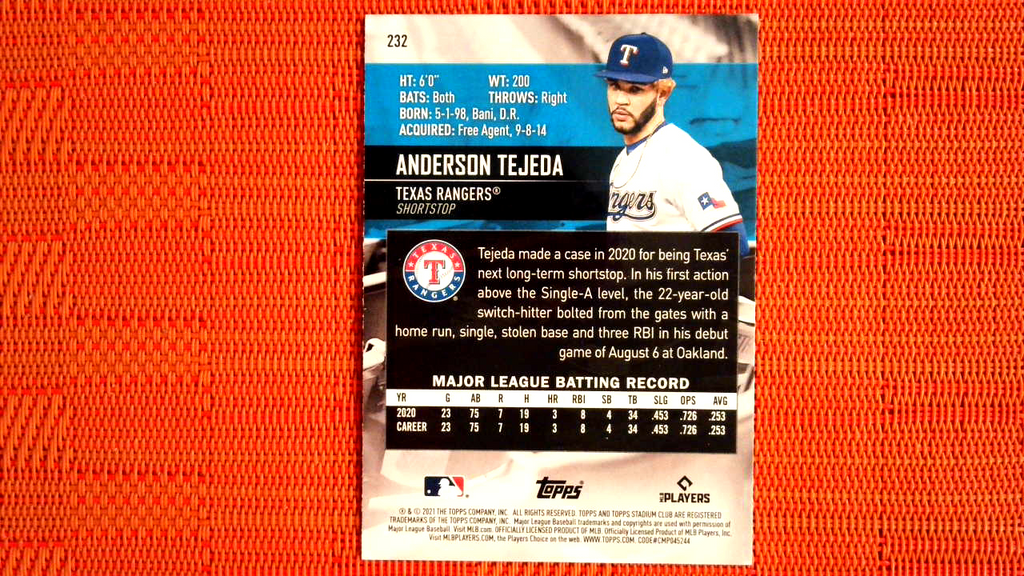 232
HT: 6'0" WT: 200
BATS: Both THROWS: Right
BORN: 5-1-98, Bani, D.R.
ACQUIRED: Free Agent, 9-8-14
ANDERSON TEJEDA
TEXAS RANGERS®
SHORTSTOP
T
ngers
TEXAS RANGERS
T
Tejeda made a case in 2020 for being Texas'
next long-term shortstop. In his first action
above the Single-A level, the 22-year-old
switch-hitter bolted from the gates with a
home run, single, stolen base and three RBI in his debut
game of August 6 at Oakland.
MAJOR LEAGUE BATTING RECORD
YR G AB R H HR RBI SB TB SLG OPS AVG
2020 23 75 7 19 3 8 4 34 .453 .726 .253
CAREER 23 75 7 19 3 8 4 34 .453 .726 .253
Topps
PLAYERS
® & © 2021 THE TOPPS COMPANY, INC. ALL RIGHTS RESERVED. TOPPS AND TOPPS STADIUM CLUB ARE REGISTERED
TRADEMARKS OF THE TOPPS COMPANY, INC. Major League Baseball trademarks and copyrights are used with permission of
Major League Baseball. Visit MLB.com. OFFICIALLY LICENSED PRODUCT OF MLB. Officially Licensed Product of MLB Players, Inc.
Visit MLBPLAYERS.COM, the Players Choice on the web. WWW.TOPPS.COM. CODE#CMP045244